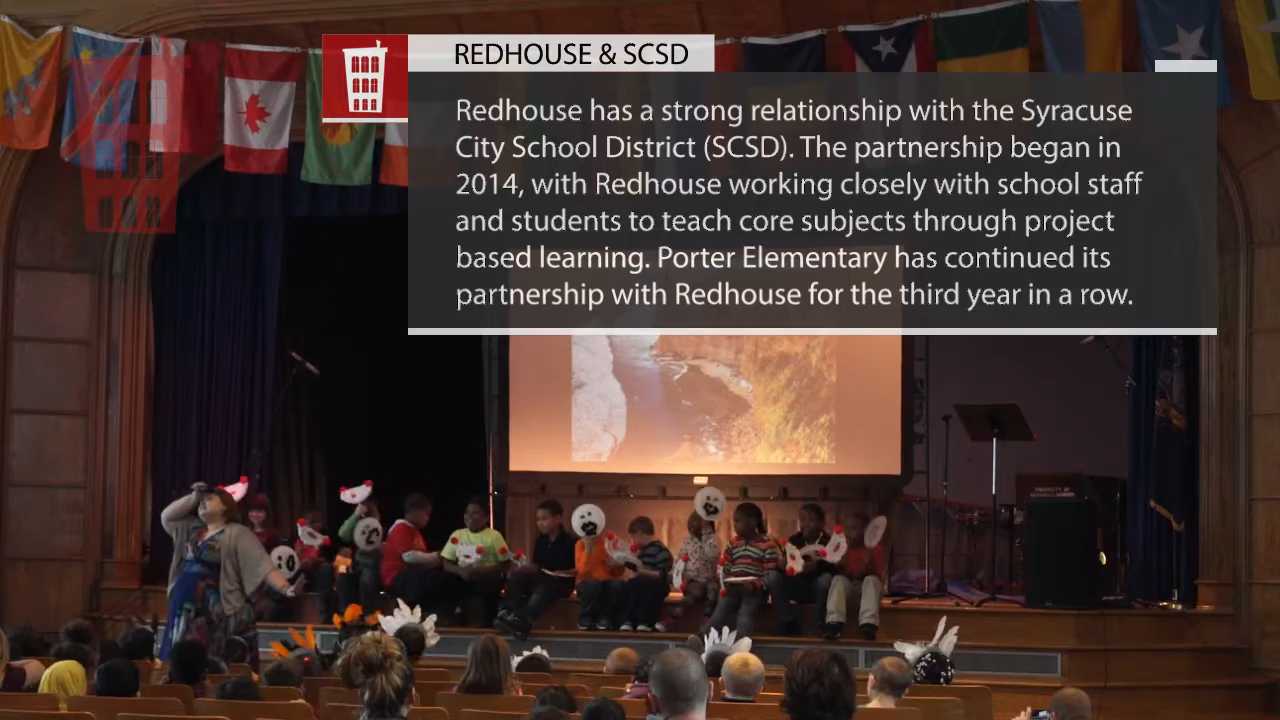 REDHOUSE & SCSD
Redhouse has a strong relationship with the Syracuse
City School District (SCSD). The partnership began in
2014, with Redhouse working closely with school staff
and students to teach core subjects through project
based learning. Porter Elementary has continued its
partnership with Redhouse for the third year in a row.